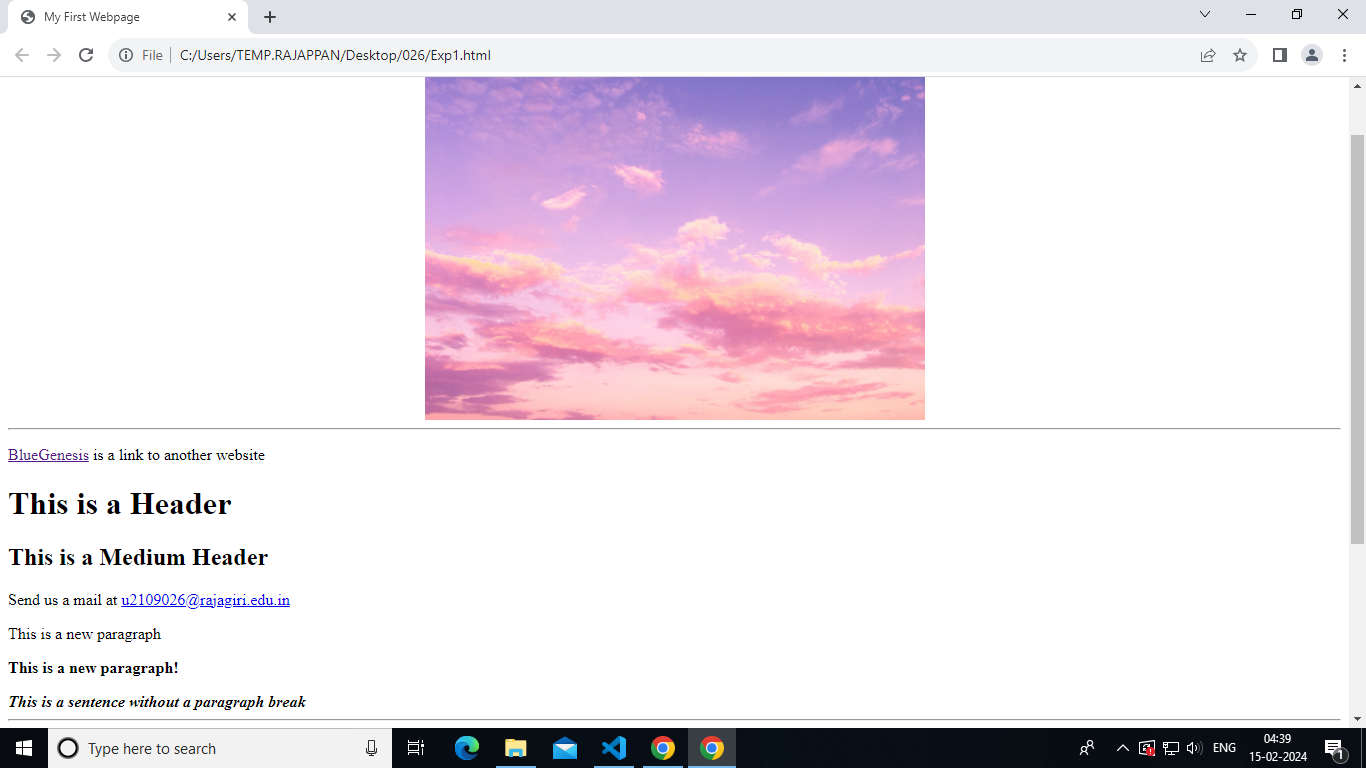 My First Webpage
File
C:/Users/TEMP.RAJAPPAN/Desktop/026/Exp1.html
BlueGenesis is a link to another website
This is a Header
This is a Medium Header
Send us a mail at u2109026@rajagiri.edu.in
This is a new paragraph
This is a new paragraph!
This is a sentence without a paragraph break
Type here to search
ENG
04:39
15-02-2024
1